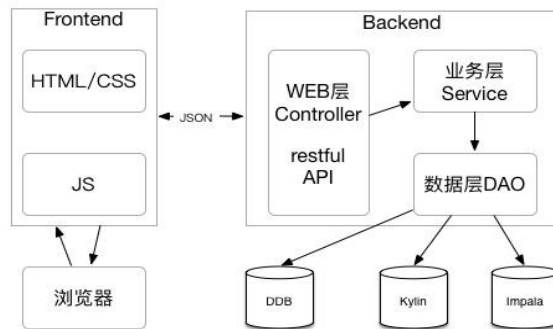 Frontend
HTML/CSS
JS
浏览器
JSON
Backend
WEB层
Controller
restful
API
业务层
Service
数据层DAO
DDB
Kylin
Impala